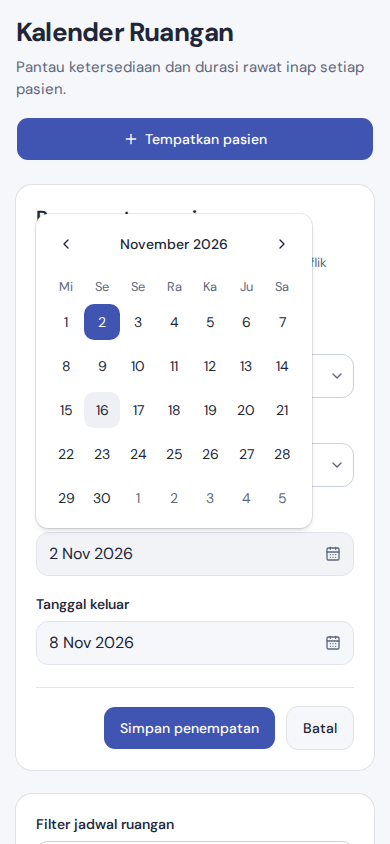 Kalender Ruangan
Pantau ketersediaan dan durasi rawat inap setiap
pasien.
Tempatkan pasien
November 2026
Mi Se Se Ra Ka Ju Sa
1 2 3 4 5 6 7
8 9 10 11 12 13 14
15 16 17 18 19 20 21
22 23 24 25 26 27 28
29 30 1 2 3 4 5
2 Nov 2026
Tanggal keluar
8 Nov 2026
Simpan penempatan
Batal
Filter jadwal ruangan